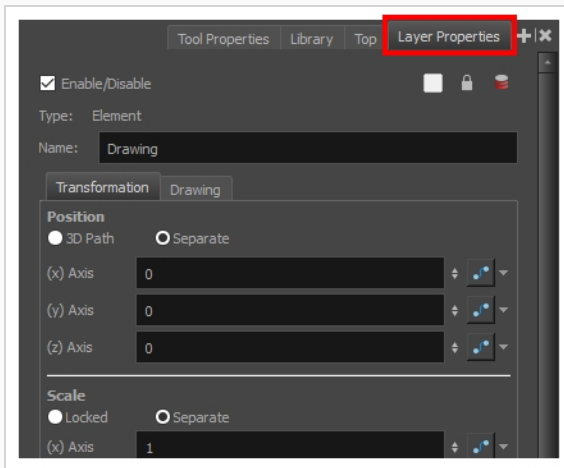 Tool Properties Library Top Layer Properties
Enable/Disable
Type: Element
Name: Drawing
Transformation Drawing
Position
3D Path Separate
(x) Axis 0
(y) Axis 0
(z) Axis 0
Scale
Locked Separate
(x) Axis 1